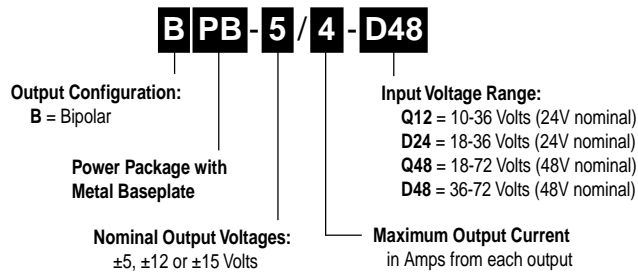 B PB - 5 / 4 - D48
Output Configuration:
B = Bipolar
Power Package with
Metal Baseplate
Nominal Output Voltages:
±5, ±12 or ±15 Volts
Input Voltage Range:
Q12 = 10-36 Volts (24V nominal)
D24 = 18-36 Volts (24V nominal)
Q48 = 18-72 Volts (48V nominal)
D48 = 36-72 Volts (48V nominal)
Maximum Output Current
in Amps from each output